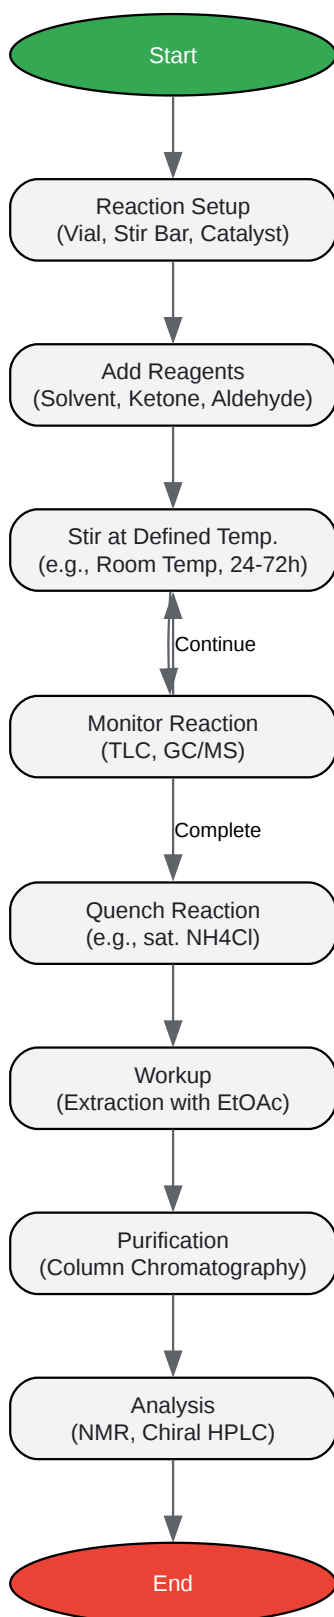 Start
Reaction Setup
(Vial, Stir Bar, Catalyst)
Add Reagents
(Solvent, Ketone, Aldehyde)
Stir at Defined Temp.
(e.g., Room Temp, 24-72h)
Continue
Monitor Reaction
(TLC, GC/MS)
Complete
Quench Reaction
(e.g., sat. NH4Cl)
Workup
(Extraction with EtOAc)
Purification
(Column Chromatography)
Analysis
(NMR, Chiral HPLC)
End